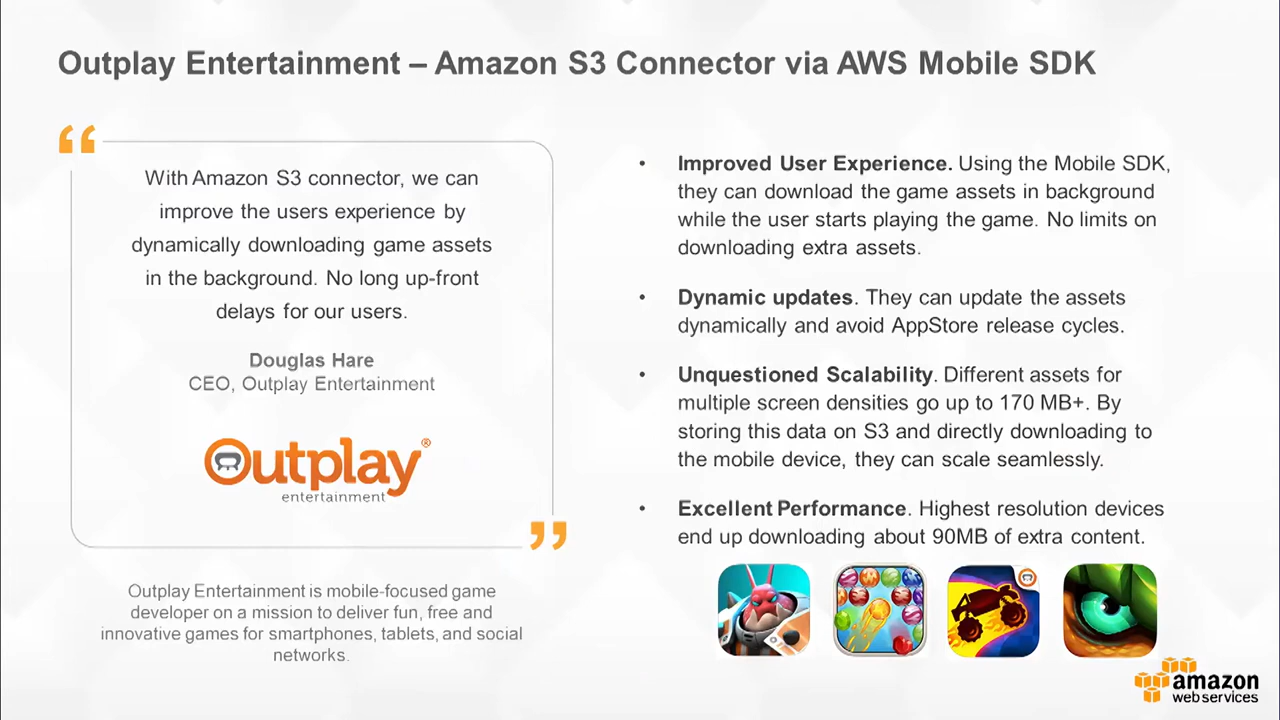 Outplay Entertainment – Amazon S3 Connector via AWS Mobile SDK
“
With Amazon S3 connector, we can
improve the users experience by
dynamically downloading game assets
in the background. No long up-front
delays for our users.
Douglas Hare
CEO, Outplay Entertainment
Outplay®
entertainment
”
Outplay Entertainment is mobile-focused game
developer on a mission to deliver fun, free and
innovative games for smartphones, tablets, and social
networks.
• Improved User Experience. Using the Mobile SDK,
they can download the game assets in background
while the user starts playing the game. No limits on
downloading extra assets.
• Dynamic updates. They can update the assets
dynamically and avoid AppStore release cycles.
• Unquestioned Scalability. Different assets for
multiple screen densities go up to 170 MB+. By
storing this data on S3 and directly downloading to
the mobile device, they can scale seamlessly.
• Excellent Performance. Highest resolution devices
end up downloading about 90MB of extra content.
amazon
web services